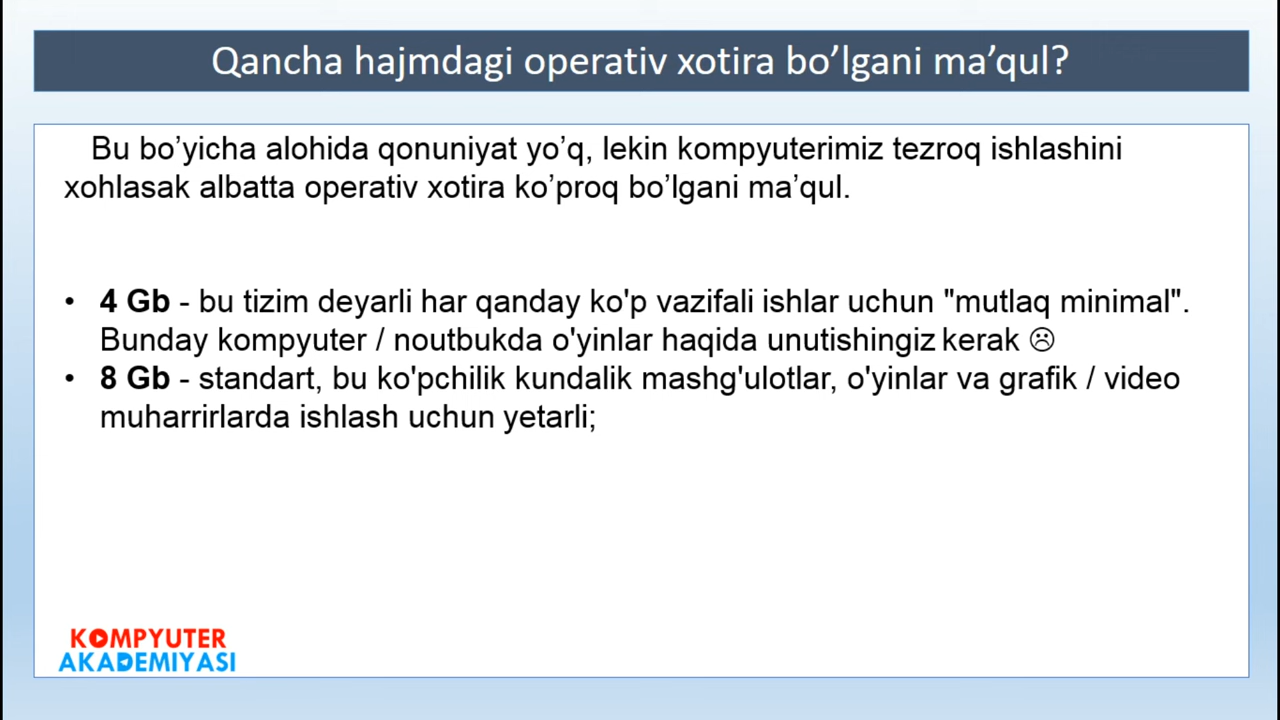 Qancha hajmdagi operativ xotira bo’lgani ma’qul?
Bu bo’yicha alohida qonuniyat yo’q, lekin kompyuterimiz tezroq ishlashini
xohlasak albatta operativ xotira ko’proq bo’lgani ma’qul.
• 4 Gb - bu tizim deyarli har qanday ko'p vazifali ishlar uchun "mutlaq minimal".
Bunday kompyuter / noutbukda o'yinlar haqida unutishingiz kerak ☹
• 8 Gb - standart, bu ko'pchilik kundalik mashg'ulotlar, o'yinlar va grafik / video
muharrirlarda ishlash uchun yetarli;
KOMPYUTER
AKADEMIYASI